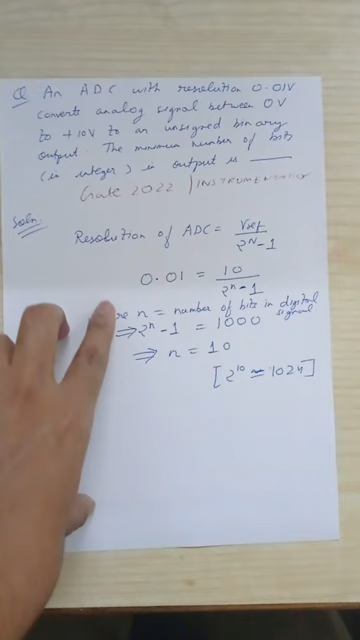 Q An ADC with resolution 0.01V
converts analog signal between 0V
to +10V to an unsigned binary
output. The minimum number of bits
(in integer) in output is ____
Gate 2022 | INSTRUMENTATION
Soln.
Resolution of ADC = Vref / 2^N - 1
0.01 = 10 / 2^n - 1
n = number of bits in digital
signal
⇒ 2^n - 1 = 1000
⇒ n = 10
[2^10 = 1024]